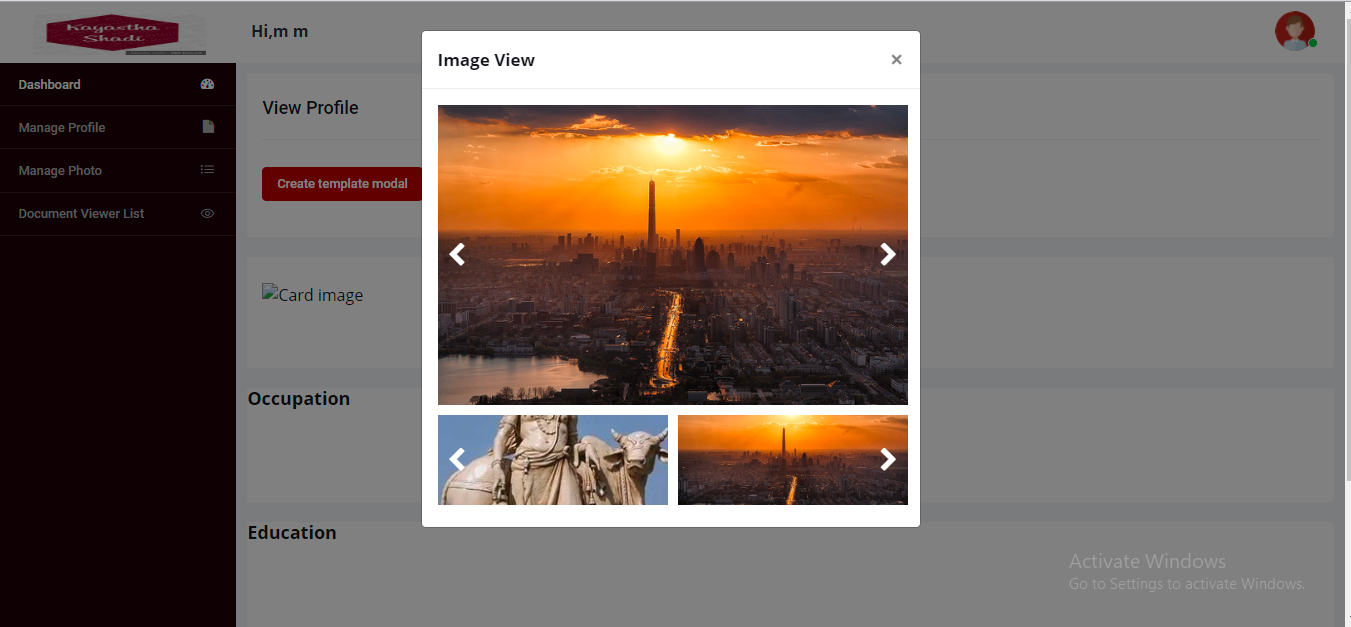 Kayastha
Shadi
Hi,m m
Dashboard
Manage Profile
Manage Photo
Document Viewer List
View Profile
Create template modal
Card image
Occupation
Education
Image View
×
Activate Windows
Go to Settings to activate Windows.